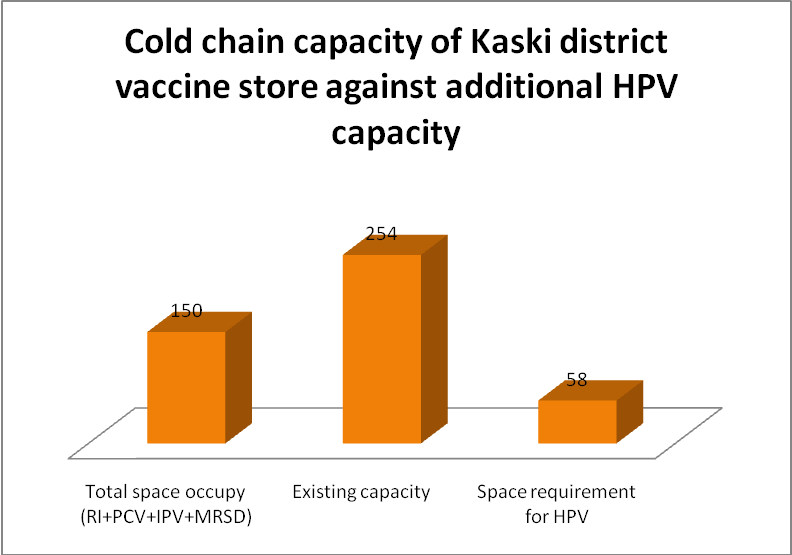 Cold chain capacity of Kaski district
vaccine store against additional HPV
capacity
150
254
58
Total space occupy
(RI+PCV+IPV+MRSD)
Existing capacity
Space requirement
for HPV